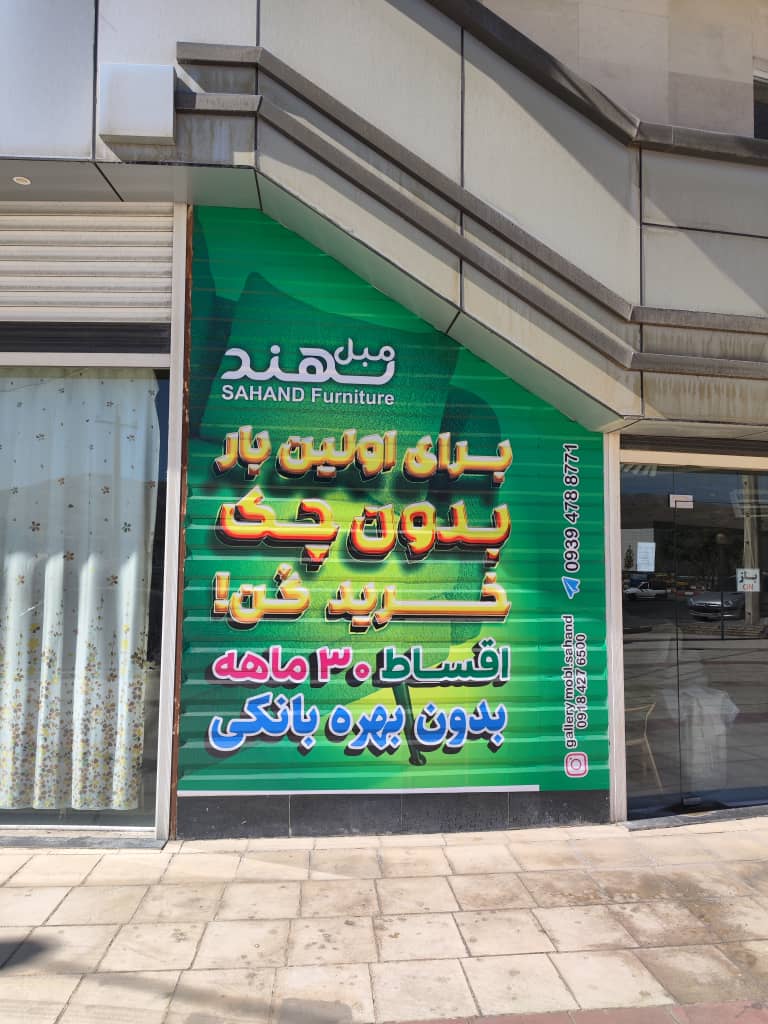 مبل سهند
SAHAND Furniture
برای اولین بار
بدون چک
خرید کُن!
اقساط ۳۰ ماهه
بدون بهره بانکی
0939 478 8771
gallery.mobl.sahand
0918 427 6500
باز